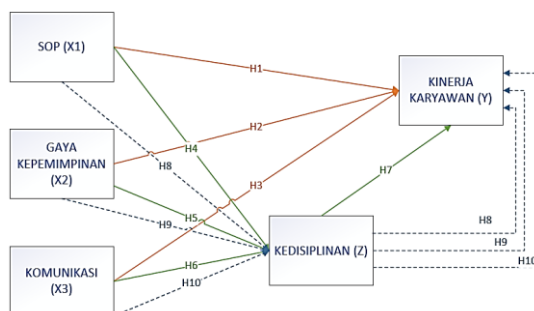 SOP (X1)
H1
KINERJA
KARYAWAN (Y)
H2
H4
GAYA
KEPEMIMPINAN
(X2)
H8
H3
H7
H5
H9
H8
KEDISIPLINAN (Z)
H9
H6
KOMUNIKASI
(X3)
H10
H10